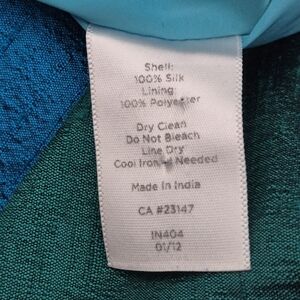 Shell:
100% Silk
Lining:
100% Polyester
Dry Clean
Do Not Bleach
Line Dry
Cool Iron If Needed
Made in India
CA #23147
IN404
01/12